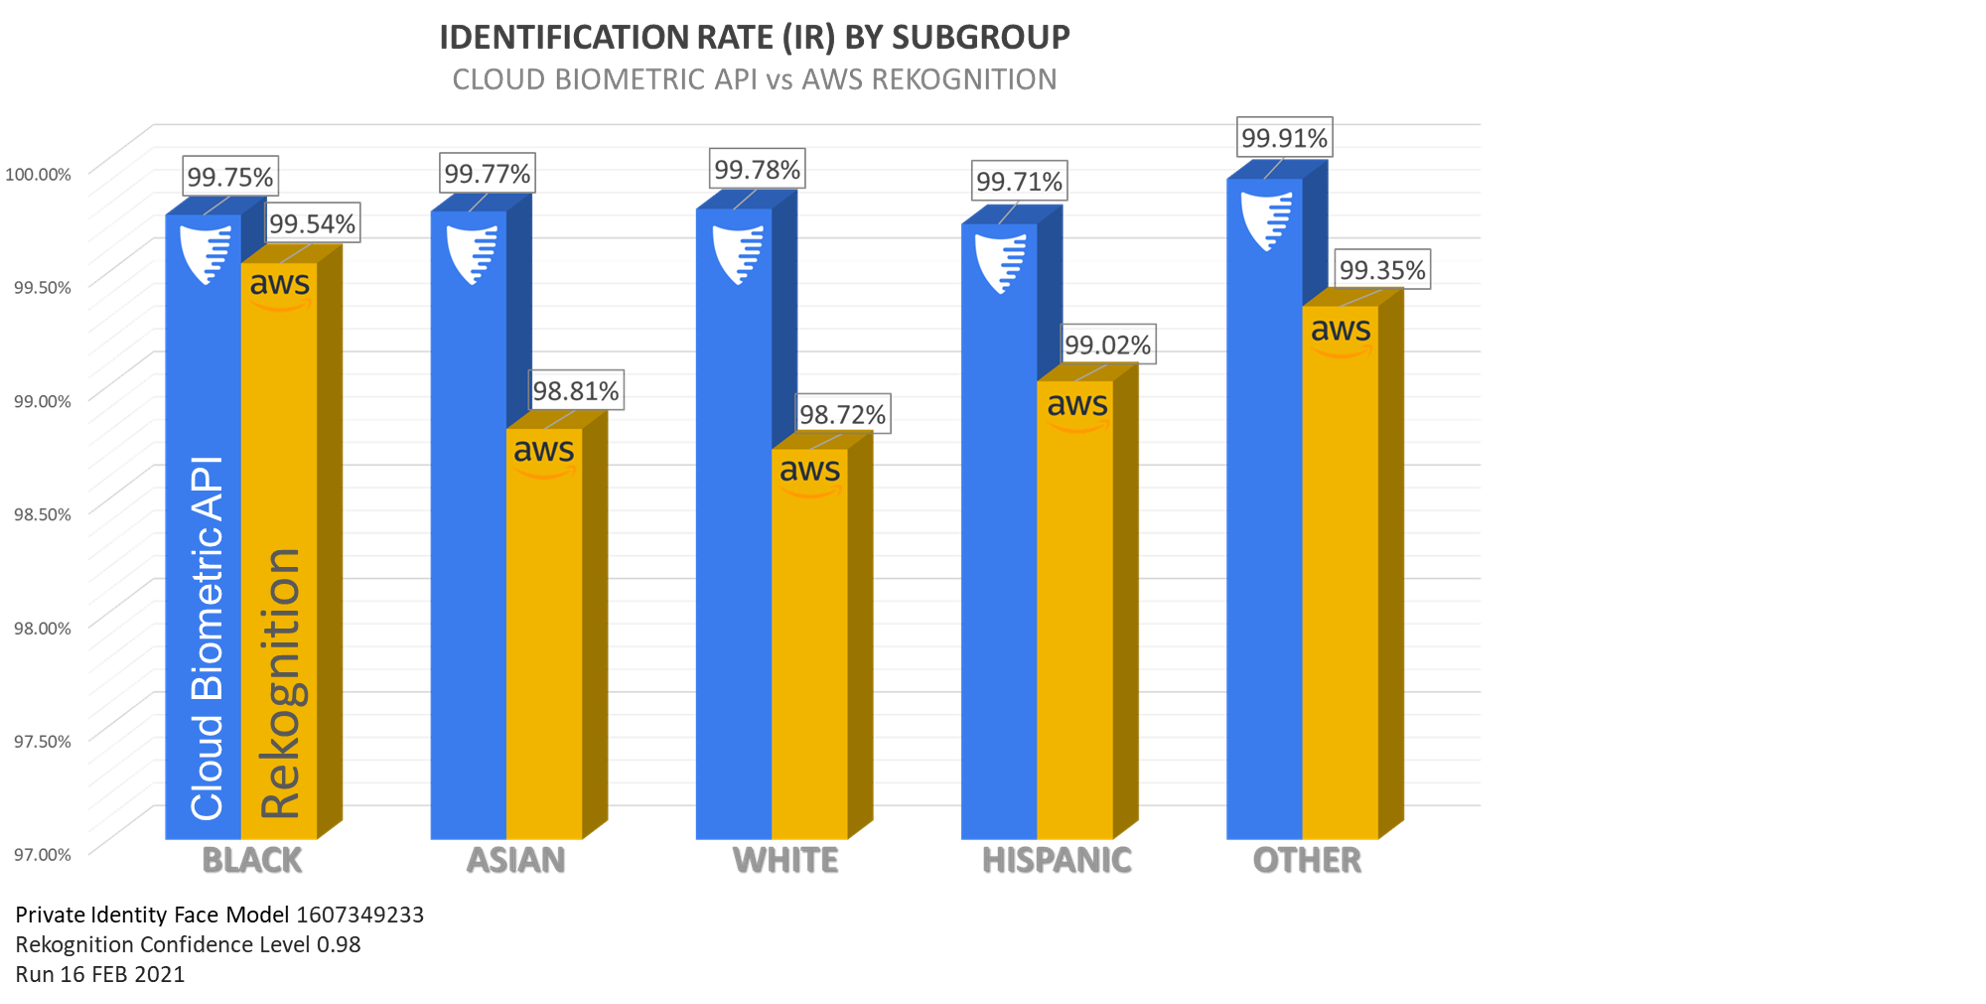 IDENTIFICATION RATE (IR) BY SUBGROUP
CLOUD BIOMETRIC API vs AWS REKOGNITION
100.00%
99.50%
99.00%
98.50%
98.00%
97.50%
97.00%
99.75%
99.54%
99.77%
98.81%
99.78%
98.72%
99.71%
99.02%
99.91%
99.35%
aws
aws
aws
aws
aws
Cloud Biometric API
Rekognition
BLACK
ASIAN
WHITE
HISPANIC
OTHER
Private Identity Face Model 1607349233
Rekognition Confidence Level 0.98
Run 16 FEB 2021